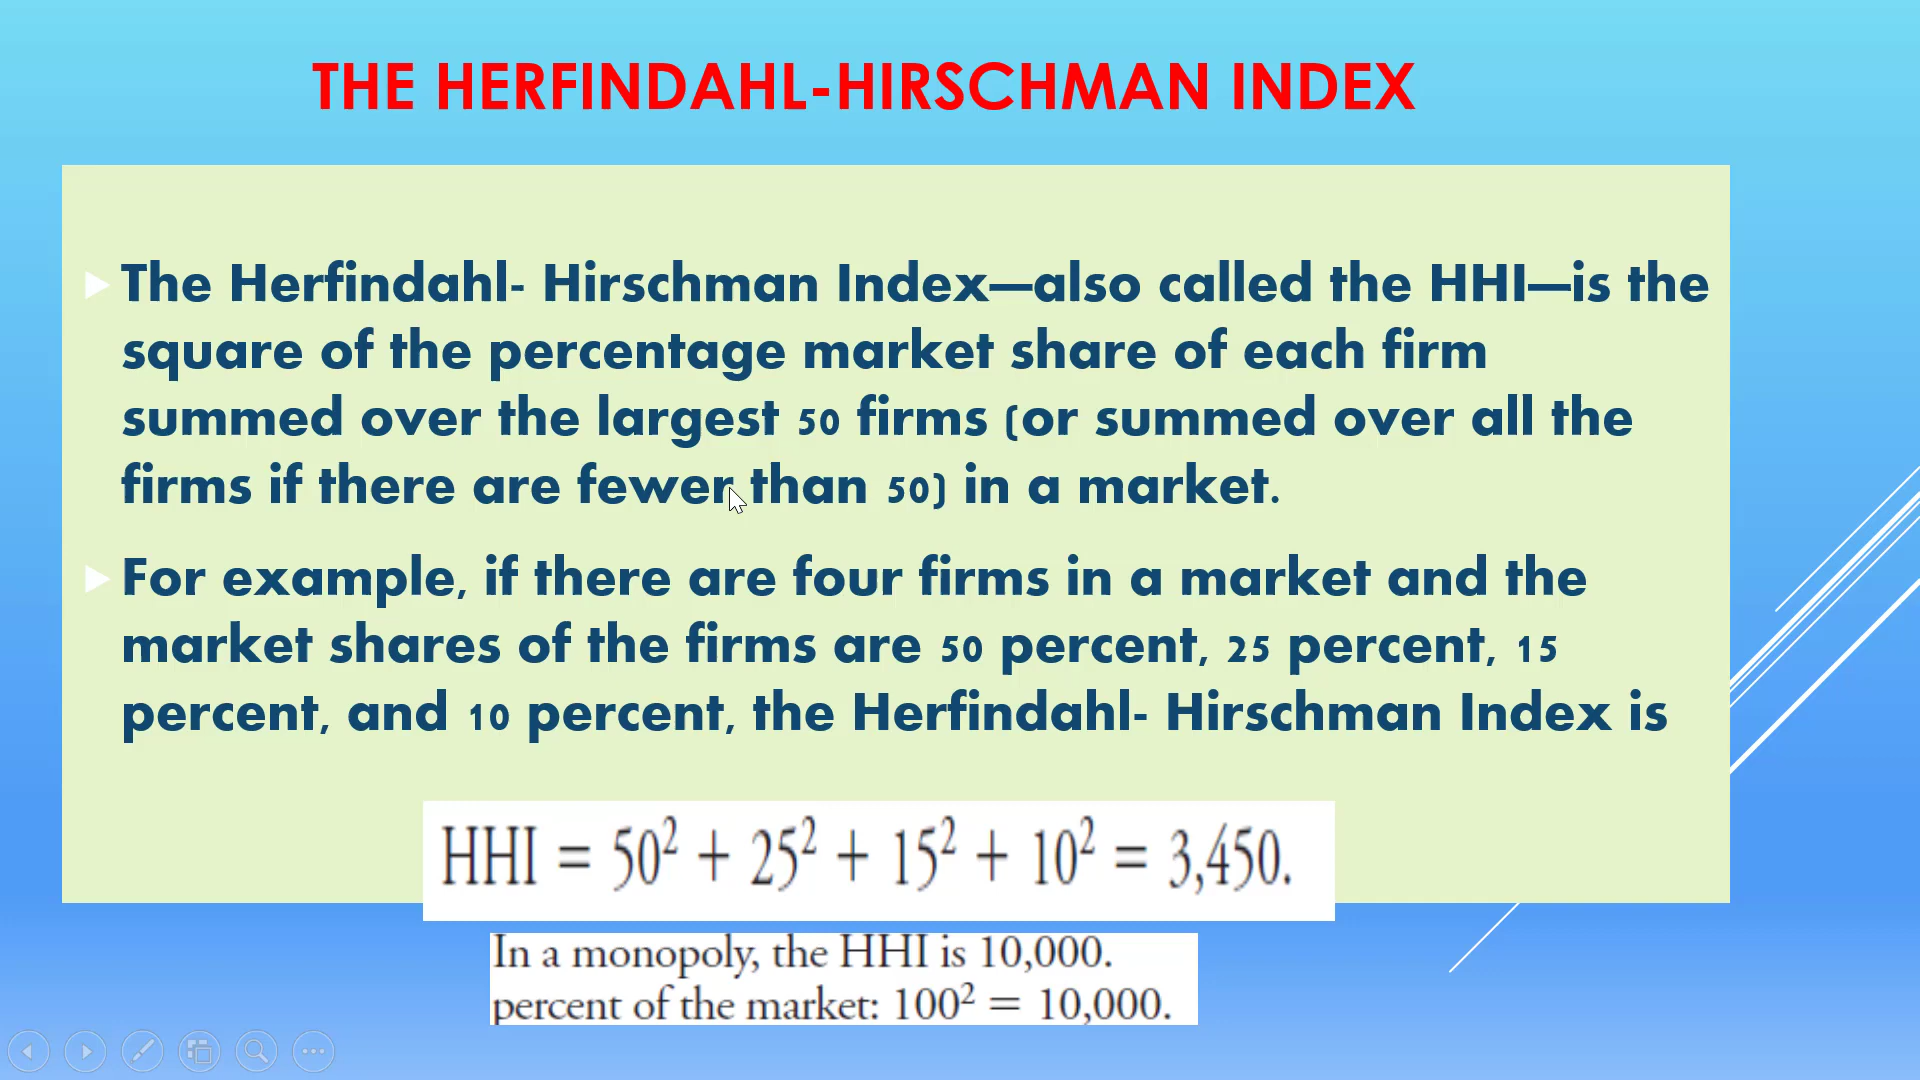 THE HERFINDAHL-HIRSCHMAN INDEX
The Herfindahl- Hirschman Index—also called the HHI—is the
square of the percentage market share of each firm
summed over the largest 50 firms (or summed over all the
firms if there are fewer than 50) in a market.
For example, if there are four firms in a market and the
market shares of the firms are 50 percent, 25 percent, 15
percent, and 10 percent, the Herfindahl- Hirschman Index is
HHI = 50² + 25² + 15² + 10² = 3,450.
In a monopoly, the HHI is 10,000.
percent of the market: 100² = 10,000.